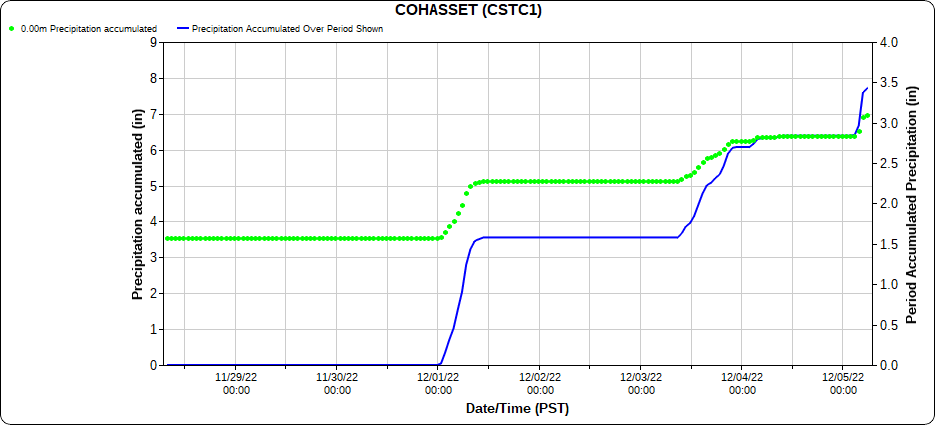 COHASSET (CSTC1)
0.00m Precipitation accumulated
Precipitation Accumulated Over Period Shown
9
8
7
6
5
4
3
2
1
0
Precipitation accumulated (in)
4.0
3.5
3.0
2.5
2.0
1.5
1.0
0.5
0.0
Period Accumulated Precipitation (in)
11/29/22 11/30/22 12/01/22 12/02/22 12/03/22 12/04/22 12/05/22
00:00 00:00 00:00 00:00 00:00 00:00 00:00
Date/Time (PST)